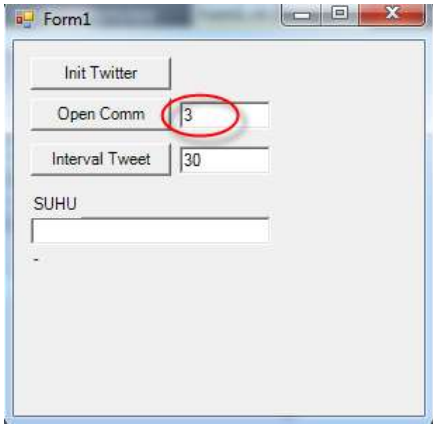 Form1
Init Twitter
Open Comm 3
Interval Tweet 30
SUHU
-